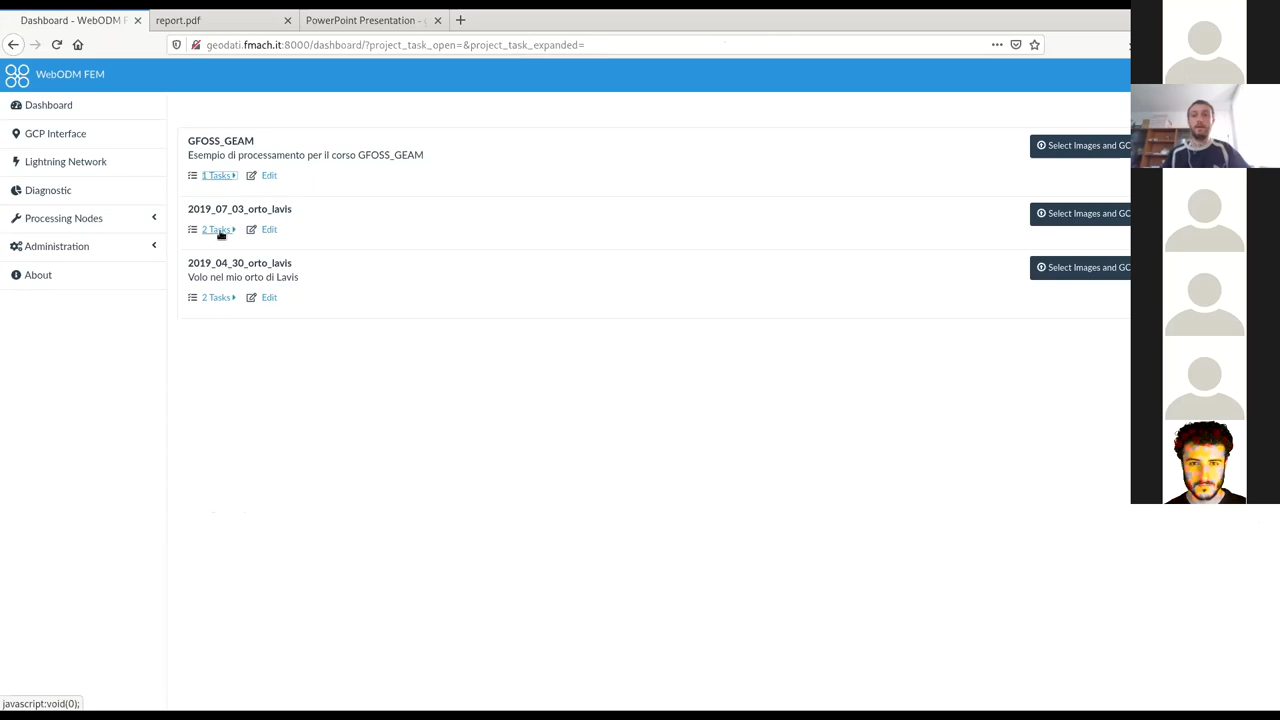 Dashboard - WebODM F
report.pdf
PowerPoint Presentation -
geodati.fmach.it:8000/dashboard/?project_task_open=&project_task_expanded=
WebODM FEM
Dashboard
GCP Interface
Lightning Network
Diagnostic
Processing Nodes
Administration
About
GFOSS_GEAM
Esempio di processamento per il corso GFOSS_GEAM
1 Tasks Edit
Select Images and GC
2019_07_03_orto_lavis
2 Tasks Edit
Select Images and GC
2019_04_30_orto_lavis
Volo nel mio orto di Lavis
2 Tasks Edit
Select Images and GC
javascript:void(0);